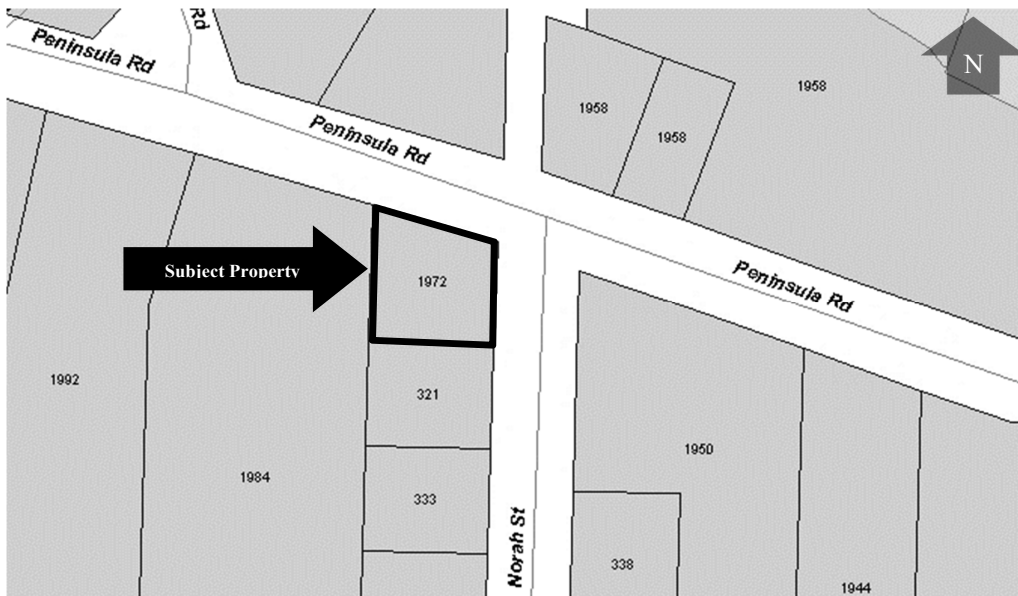 Rd
Peninsula Rd
N
1958
Peninsula Rd
1958
1958
Subject Property
1972
Peninsula Rd
1992
321
1950
1984
333
Norah St
338
1944